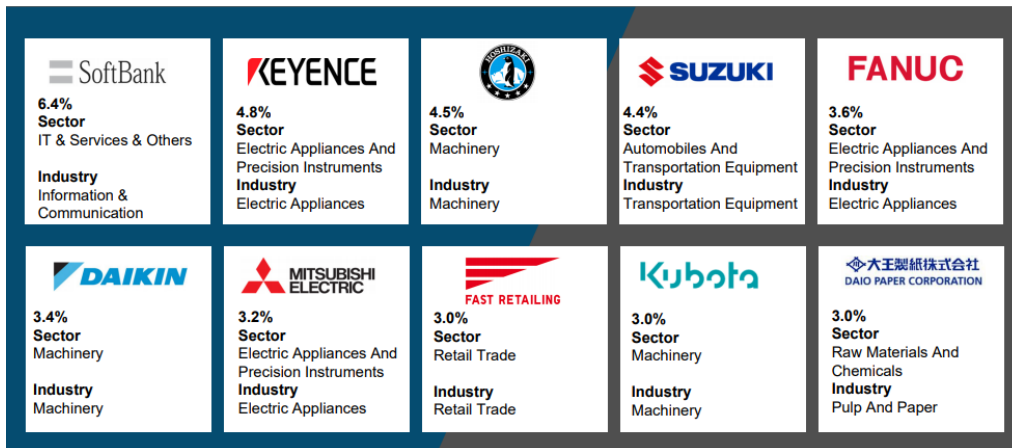 SoftBank
6.4%
Sector
IT & Services & Others
Industry
Information &
Communication
KEYENCE
4.8%
Sector
Electric Appliances And
Precision Instruments
Industry
Electric Appliances
HOSHIZAKI
4.5%
Sector
Machinery
Industry
Machinery
SUZUKI
4.4%
Sector
Automobiles And
Transportation Equipment
Industry
Transportation Equipment
FANUC
3.6%
Sector
Electric Appliances And
Precision Instruments
Industry
Electric Appliances
DAIKIN
3.4%
Sector
Machinery
Industry
Machinery
MITSUBISHI
ELECTRIC
3.2%
Sector
Electric Appliances And
Precision Instruments
Industry
Electric Appliances
FAST RETAILING
3.0%
Sector
Retail Trade
Industry
Retail Trade
Kubota
3.0%
Sector
Machinery
Industry
Machinery
大王製紙株式会社
DAIO PAPER CORPORATION
3.0%
Sector
Raw Materials And
Chemicals
Industry
Pulp And Paper